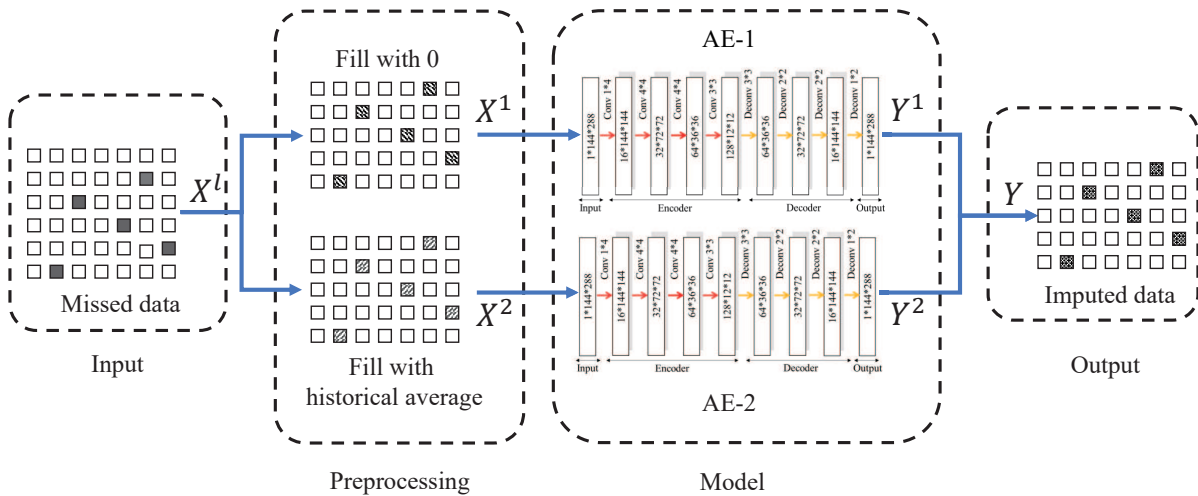 Missed data
Input
X^l
Fill with 0
X^1
Fill with
historical average
X^2
Preprocessing
AE-1
1*144*288
Conv 1*4
16*144*144
Conv 4*4
32*72*72
Conv 4*4
64*36*36
Conv 3*3
128*12*12
Deconv 3*3
64*36*36
Deconv 2*2
32*72*72
Deconv 2*2
16*144*144
Deconv 1*2
1*144*288
Input
Encoder
Decoder
Output
Y^1
1*144*288
Conv 1*4
16*144*144
Conv 4*4
32*72*72
Conv 4*4
64*36*36
Conv 3*3
128*12*12
Deconv 3*3
64*36*36
Deconv 2*2
32*72*72
Deconv 2*2
16*144*144
Deconv 1*2
1*144*288
Input
Encoder
Decoder
Output
Y^2
AE-2
Model
Y
Imputed data
Output